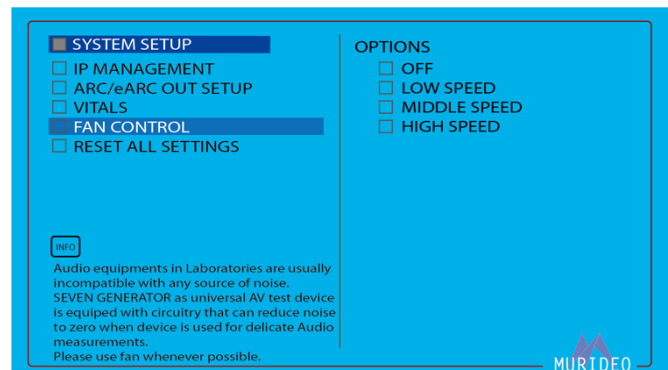 SYSTEM SETUP
IP MANAGEMENT
ARC/eARC OUT SETUP
VITALS
FAN CONTROL
RESET ALL SETTINGS
INFO
Audio equipments in Laboratories are usually
incompatible with any source of noise.
SEVEN GENERATOR as universal AV test device
is equiped with circuitry that can reduce noise
to zero when device is used for delicate Audio
measurements.
Please use fan whenever possible.
OPTIONS
OFF
LOW SPEED
MIDDLE SPEED
HIGH SPEED
MURIDEO